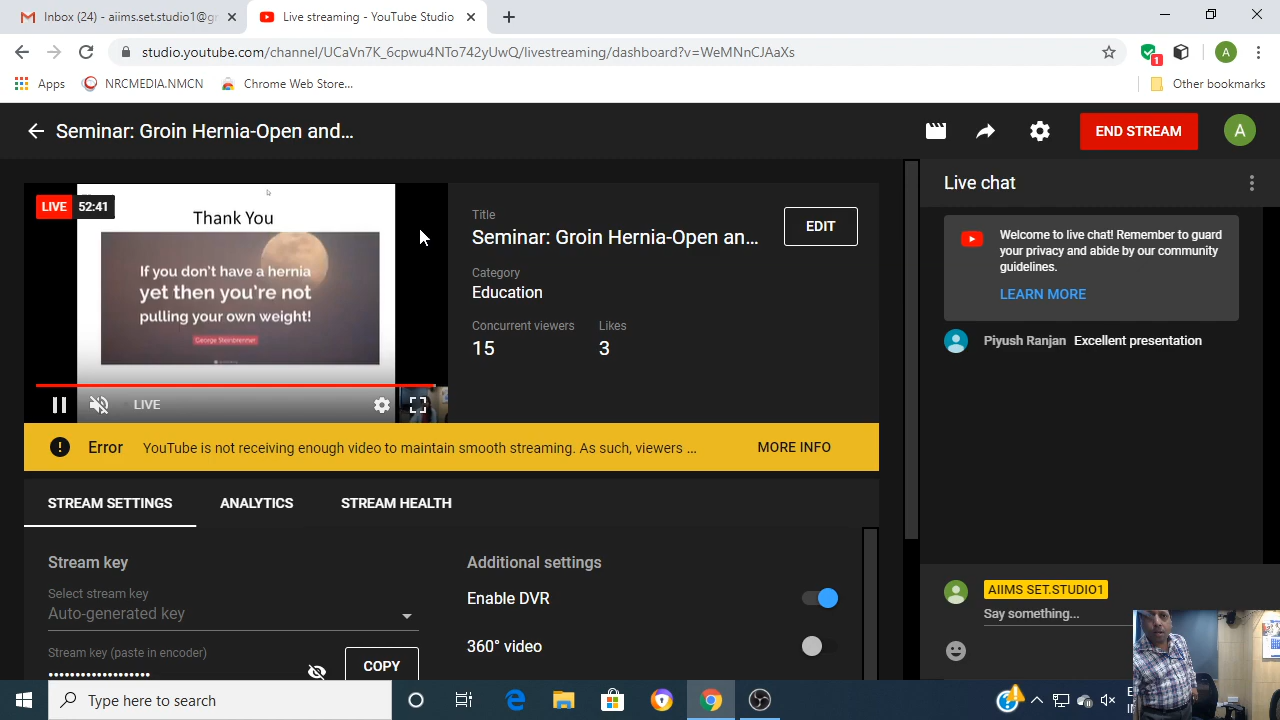 Inbox (24) - aiims.set.studio1@g
Live streaming - YouTube Studio
studio.youtube.com/channel/UCaVn7K_6cpwu4NTo742yUwQ/livestreaming/dashboard?v=WeMNnCJAaXs
1
A
Apps
NRCMEDIA.NMCN
Chrome Web Store...
Other bookmarks
Seminar: Groin Hernia-Open and...
END STREAM
A
LIVE 52:41
Thank You
If you don't have a hernia
yet then you're not
pulling your own weight!
George Steinbrenner
LIVE
Title
Seminar: Groin Hernia-Open an...
EDIT
Category
Education
Concurrent viewers
15
Likes
3
Error
YouTube is not receiving enough video to maintain smooth streaming. As such, viewers ...
MORE INFO
STREAM SETTINGS
ANALYTICS
STREAM HEALTH
Stream key
Select stream key
Auto-generated key
Stream key (paste in encoder)
COPY
Additional settings
Enable DVR
360° video
Live chat
Welcome to live chat! Remember to guard
your privacy and abide by our community
guidelines.
LEARN MORE
Piyush Ranjan Excellent presentation
AIIMS SET.STUDIO1
Say something...
Type here to search